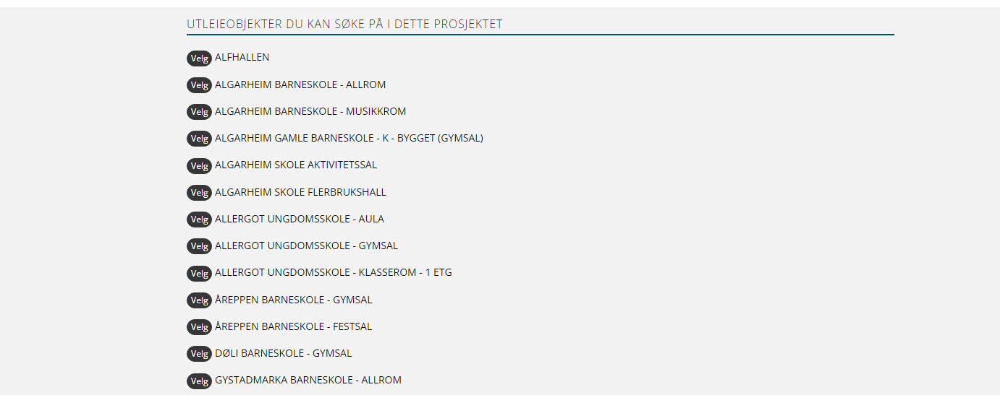 UTLEIEOBJEKTER DU KAN SØKE PÅ I DETTE PROSJEKTET
Velg ALFHALLEN
Velg ALGARHEIM BARNESKOLE - ALLROM
Velg ALGARHEIM BARNESKOLE - MUSIKKROM
Velg ALGARHEIM GAMLE BARNESKOLE - K - BYGGET (GYMSAL)
Velg ALGARHEIM SKOLE AKTIVITETSSAL
Velg ALGARHEIM SKOLE FLERBRUKSHALL
Velg ALLERGOT UNGDOMSSKOLE - AULA
Velg ALLERGOT UNGDOMSSKOLE - GYMSAL
Velg ALLERGOT UNGDOMSSKOLE - KLASSEROM - 1 ETG
Velg ÅREPPEN BARNESKOLE - GYMSAL
Velg ÅREPPEN BARNESKOLE - FESTSAL
Velg DØLI BARNESKOLE - GYMSAL
Velg GYSTADMARKA BARNESKOLE - ALLROM